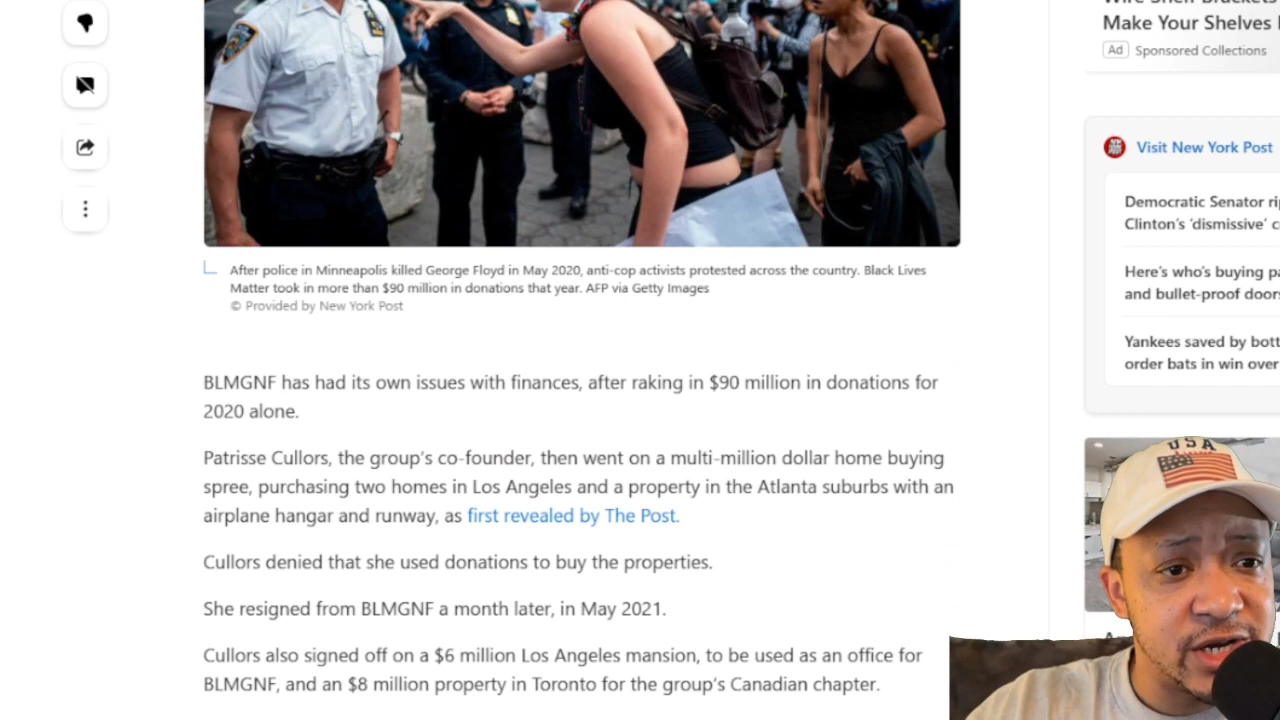 Make Your Shelves
Ad Sponsored Collections
After police in Minneapolis killed George Floyd in May 2020, anti-cop activists protested across the country. Black Lives
Matter took in more than $90 million in donations that year. AFP via Getty Images
© Provided by New York Post
Visit New York Post
Democratic Senator
Clinton's 'dismissive'
Here's who's buying
and bullet-proof
Yankees saved by
order bats in win over
BLMGNF has had its own issues with finances, after raking in $90 million in donations for
2020 alone.
Patrisse Cullors, the group's co-founder, then went on a multi-million dollar home buying
spree, purchasing two homes in Los Angeles and a property in the Atlanta suburbs with an
airplane hangar and runway, as first revealed by The Post.
Cullors denied that she used donations to buy the properties.
She resigned from BLMGNF a month later, in May 2021.
Cullors also signed off on a $6 million Los Angeles mansion, to be used as an office for
BLMGNF, and an $8 million property in Toronto for the group's Canadian chapter.
USA